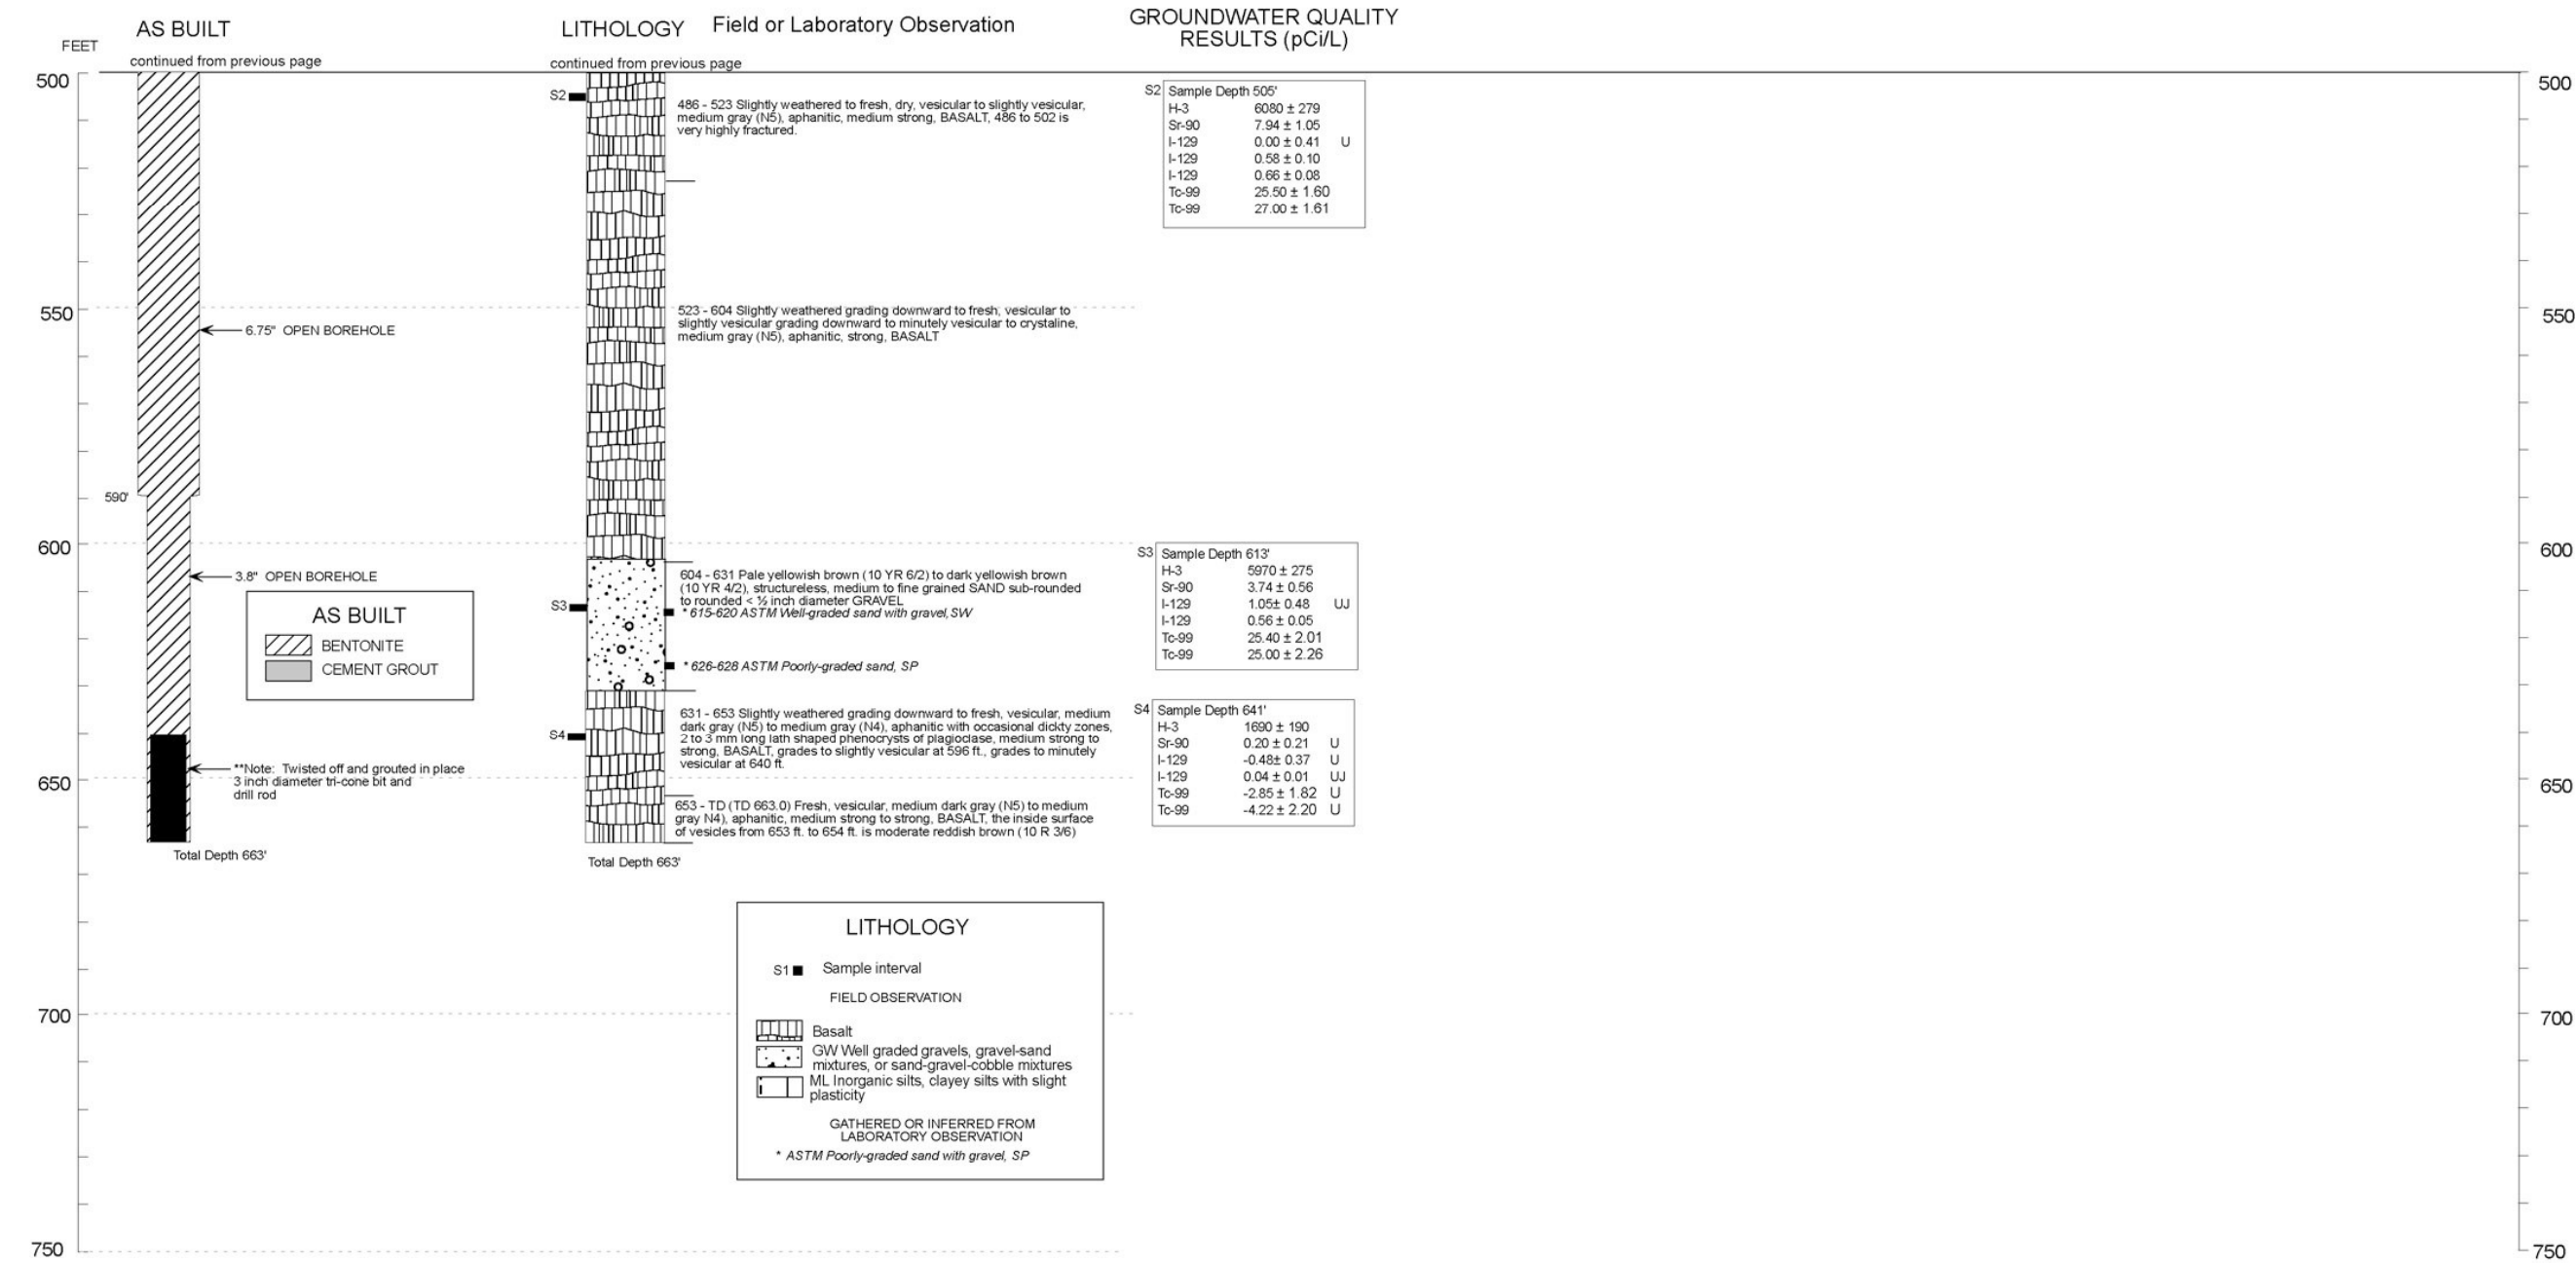 FEET
AS BUILT
continued from previous page
LITHOLOGY
continued from previous page
Field or Laboratory Observation
GROUNDWATER QUALITY
RESULTS (pCi/L)
500
550
600
650
700
750
590'
6.75" OPEN BOREHOLE
3.8" OPEN BOREHOLE
AS BUILT
BENTONITE
CEMENT GROUT
**Note: Twisted off and grouted in place
3 inch diameter tri-cone bit and
drill rod
Total Depth 663'
S2
S3
S4
Total Depth 663'
486 - 523 Slightly weathered to fresh, dry, vesicular to slightly vesicular,
medium gray (N5), aphanitic, medium strong, BASALT, 486 to 502 is
very highly fractured.
523 - 604 Slightly weathered grading downward to fresh, vesicular to
slightly vesicular grading downward to minutely vesicular to crystaline,
medium gray (N5), aphanitic, strong, BASALT
604 - 631 Pale yellowish brown (10 YR 6/2) to dark yellowish brown
(10 YR 4/2), structureless, medium to fine grained SAND sub-rounded
to rounded < ½ inch diameter GRAVEL
* 615-620 ASTM Well-graded sand with gravel, SW
* 626-628 ASTM Poorly-graded sand, SP
631 - 653 Slightly weathered grading downward to fresh, vesicular, medium
dark gray (N5) to medium gray (N4), aphanitic with occasional dickty zones,
2 to 3 mm long lath shaped phenocrysts of plagioclase, medium strong to
strong, BASALT, grades to slightly vesicular at 596 ft., grades to minutely
vesicular at 640 ft.
653 - TD (TD 663.0) Fresh, vesicular, medium dark gray (N5) to medium
gray N4), aphanitic, medium strong to strong, BASALT, the inside surface
of vesicles from 653 ft. to 654 ft. is moderate reddish brown (10 R 3/6)
S2 Sample Depth 505'
H-3 6080 ± 279
Sr-90 7.94 ± 1.05
I-129 0.00 ± 0.41 U
I-129 0.58 ± 0.10
I-129 0.66 ± 0.08
Tc-99 25.50 ± 1.60
Tc-99 27.00 ± 1.61
S3 Sample Depth 613'
H-3 5970 ± 275
Sr-90 3.74 ± 0.56
I-129 1.05± 0.48 UJ
I-129 0.56 ± 0.05
Tc-99 25.40 ± 2.01
Tc-99 25.00 ± 2.26
S4 Sample Depth 641'
H-3 1690 ± 190
Sr-90 0.20 ± 0.21 U
I-129 -0.48± 0.37 U
I-129 0.04 ± 0.01 UJ
Tc-99 -2.85 ± 1.82 U
Tc-99 -4.22 ± 2.20 U
LITHOLOGY
S1 Sample interval
FIELD OBSERVATION
Basalt
GW Well graded gravels, gravel-sand
mixtures, or sand-gravel-cobble mixtures
ML Inorganic silts, clayey silts with slight
plasticity
GATHERED OR INFERRED FROM
LABORATORY OBSERVATION
* ASTM Poorly-graded sand with gravel, SP
500
550
600
650
700
750